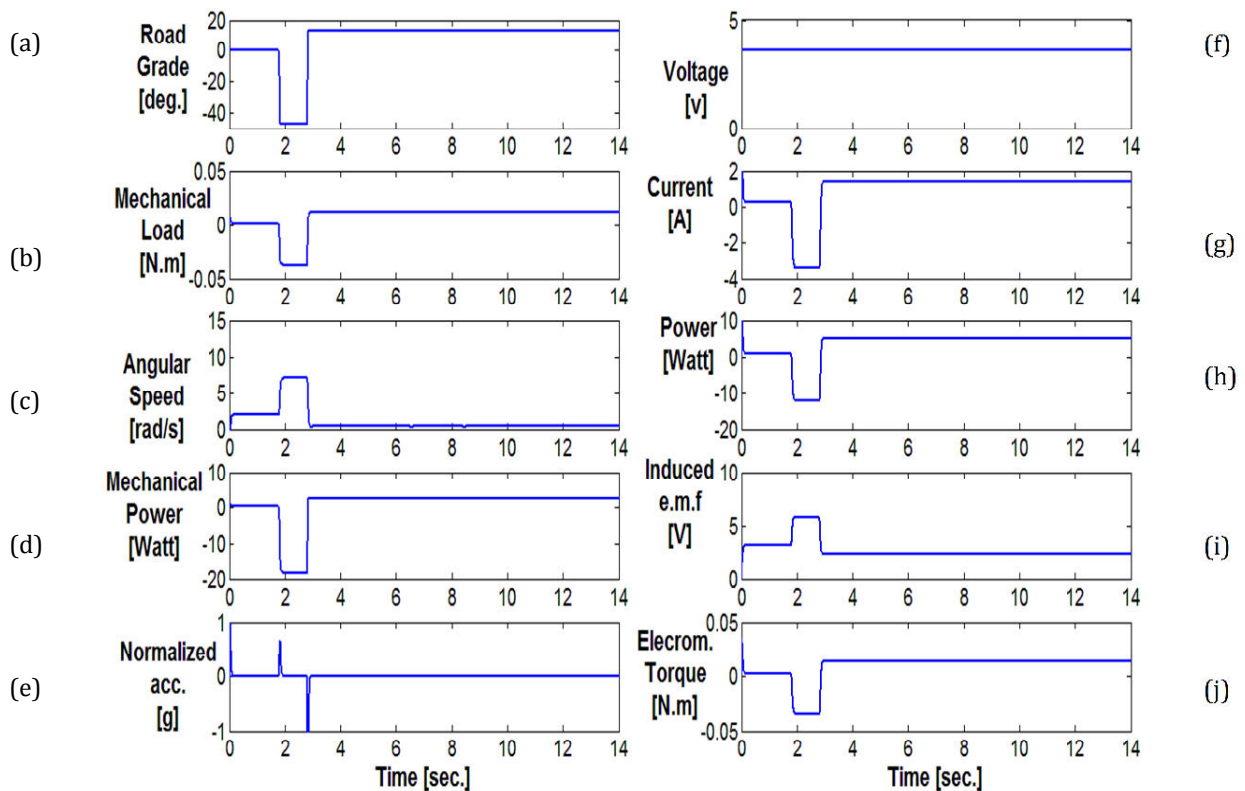 (a)
Road
Grade
[deg.]
20
0
-20
-40
0 2 4 6 8 10 12 14
(b)
Mechanical
Load
[N.m]
0.05
0
-0.05
0 2 4 6 8 10 12 14
(c)
Angular
Speed
[rad/s]
15
10
5
0
0 2 4 6 8 10 12 14
(d)
Mechanical
Power
[Watt]
10
0
-10
-20
0 2 4 6 8 10 12 14
(e)
Normalized
acc.
[g]
1
0
-1
0 2 4 6 8 10 12 14
Time [sec.]
Voltage
[v]
5
0
0 2 4 6 8 10 12 14
(f)
Current
[A]
2
0
-2
-4
0 2 4 6 8 10 12 14
(g)
Power
[Watt]
10
0
-10
-20
0 2 4 6 8 10 12 14
(h)
Induced
e.m.f
[V]
10
5
0
0 2 4 6 8 10 12 14
(i)
Elecrom.
Torque
[N.m]
0.05
0
-0.05
0 2 4 6 8 10 12 14
(j)
Time [sec.]